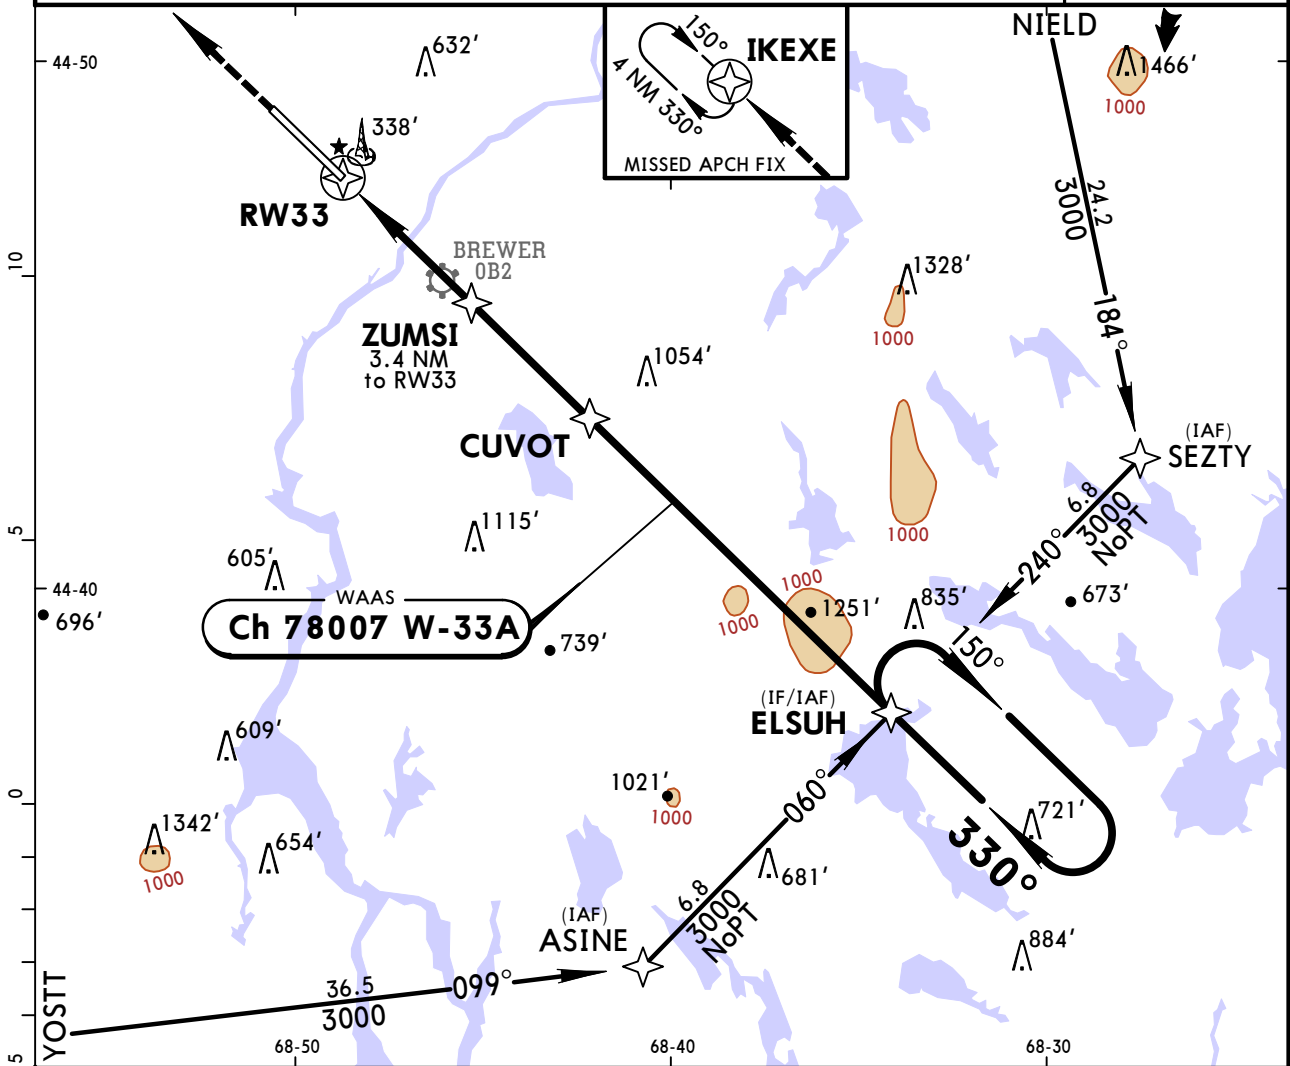 NIELD
150°
IKEXE
4 NM 330°
MISSED APCH FIX
44-50
632'
1466'
1000
338'
RW33
24.2
3000
184°
BREWER
0B2
10
1328'
1000
ZUMSI
3.4 NM
to RW33
1054'
CUVOT
(IAF)
SEZTY
6.8
3000
NoPT
240°
1000
1115'
5
605'
44-40
WAAS
Ch 78007 W-33A
696'
739'
1000
1000
1251'
835'
673'
150°
(IF/IAF)
ELSUH
609'
1021'
1000
060°
0
721'
330°
1342'
1000
654'
681'
6.8
3000
NoPT
(IAF)
ASINE
884'
YOSTT
36.5
3000
099°
5
68-50
68-40
68-30